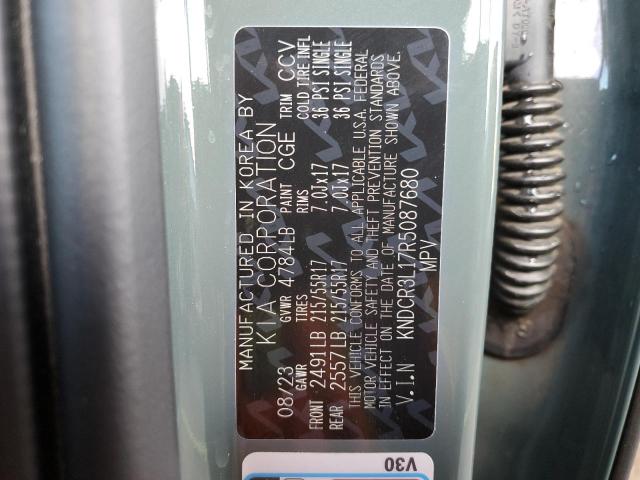 MANUFACTURED IN KOREA BY
KIA CORPORATION
08/23 GVWR 4784LB PAINT CGE TRIM CCV
GAWR TIRES RIMS COLD TIRE INFL
FRONT 2491LB 215/55R17 7.0JX17 36 PSI SINGLE
REAR 2557LB 215/55R17 7.0JX17 36 PSI SINGLE
THIS VEHICLE CONFORMS TO ALL APPLICABLE U.S.A. FEDERAL
MOTOR VEHICLE SAFETY AND THEFT PREVENTION STANDARDS
IN EFFECT ON THE DATE OF MANUFACTURE SHOWN ABOVE.
V.I.N KNDCR3L17R5087680
MPV
V30